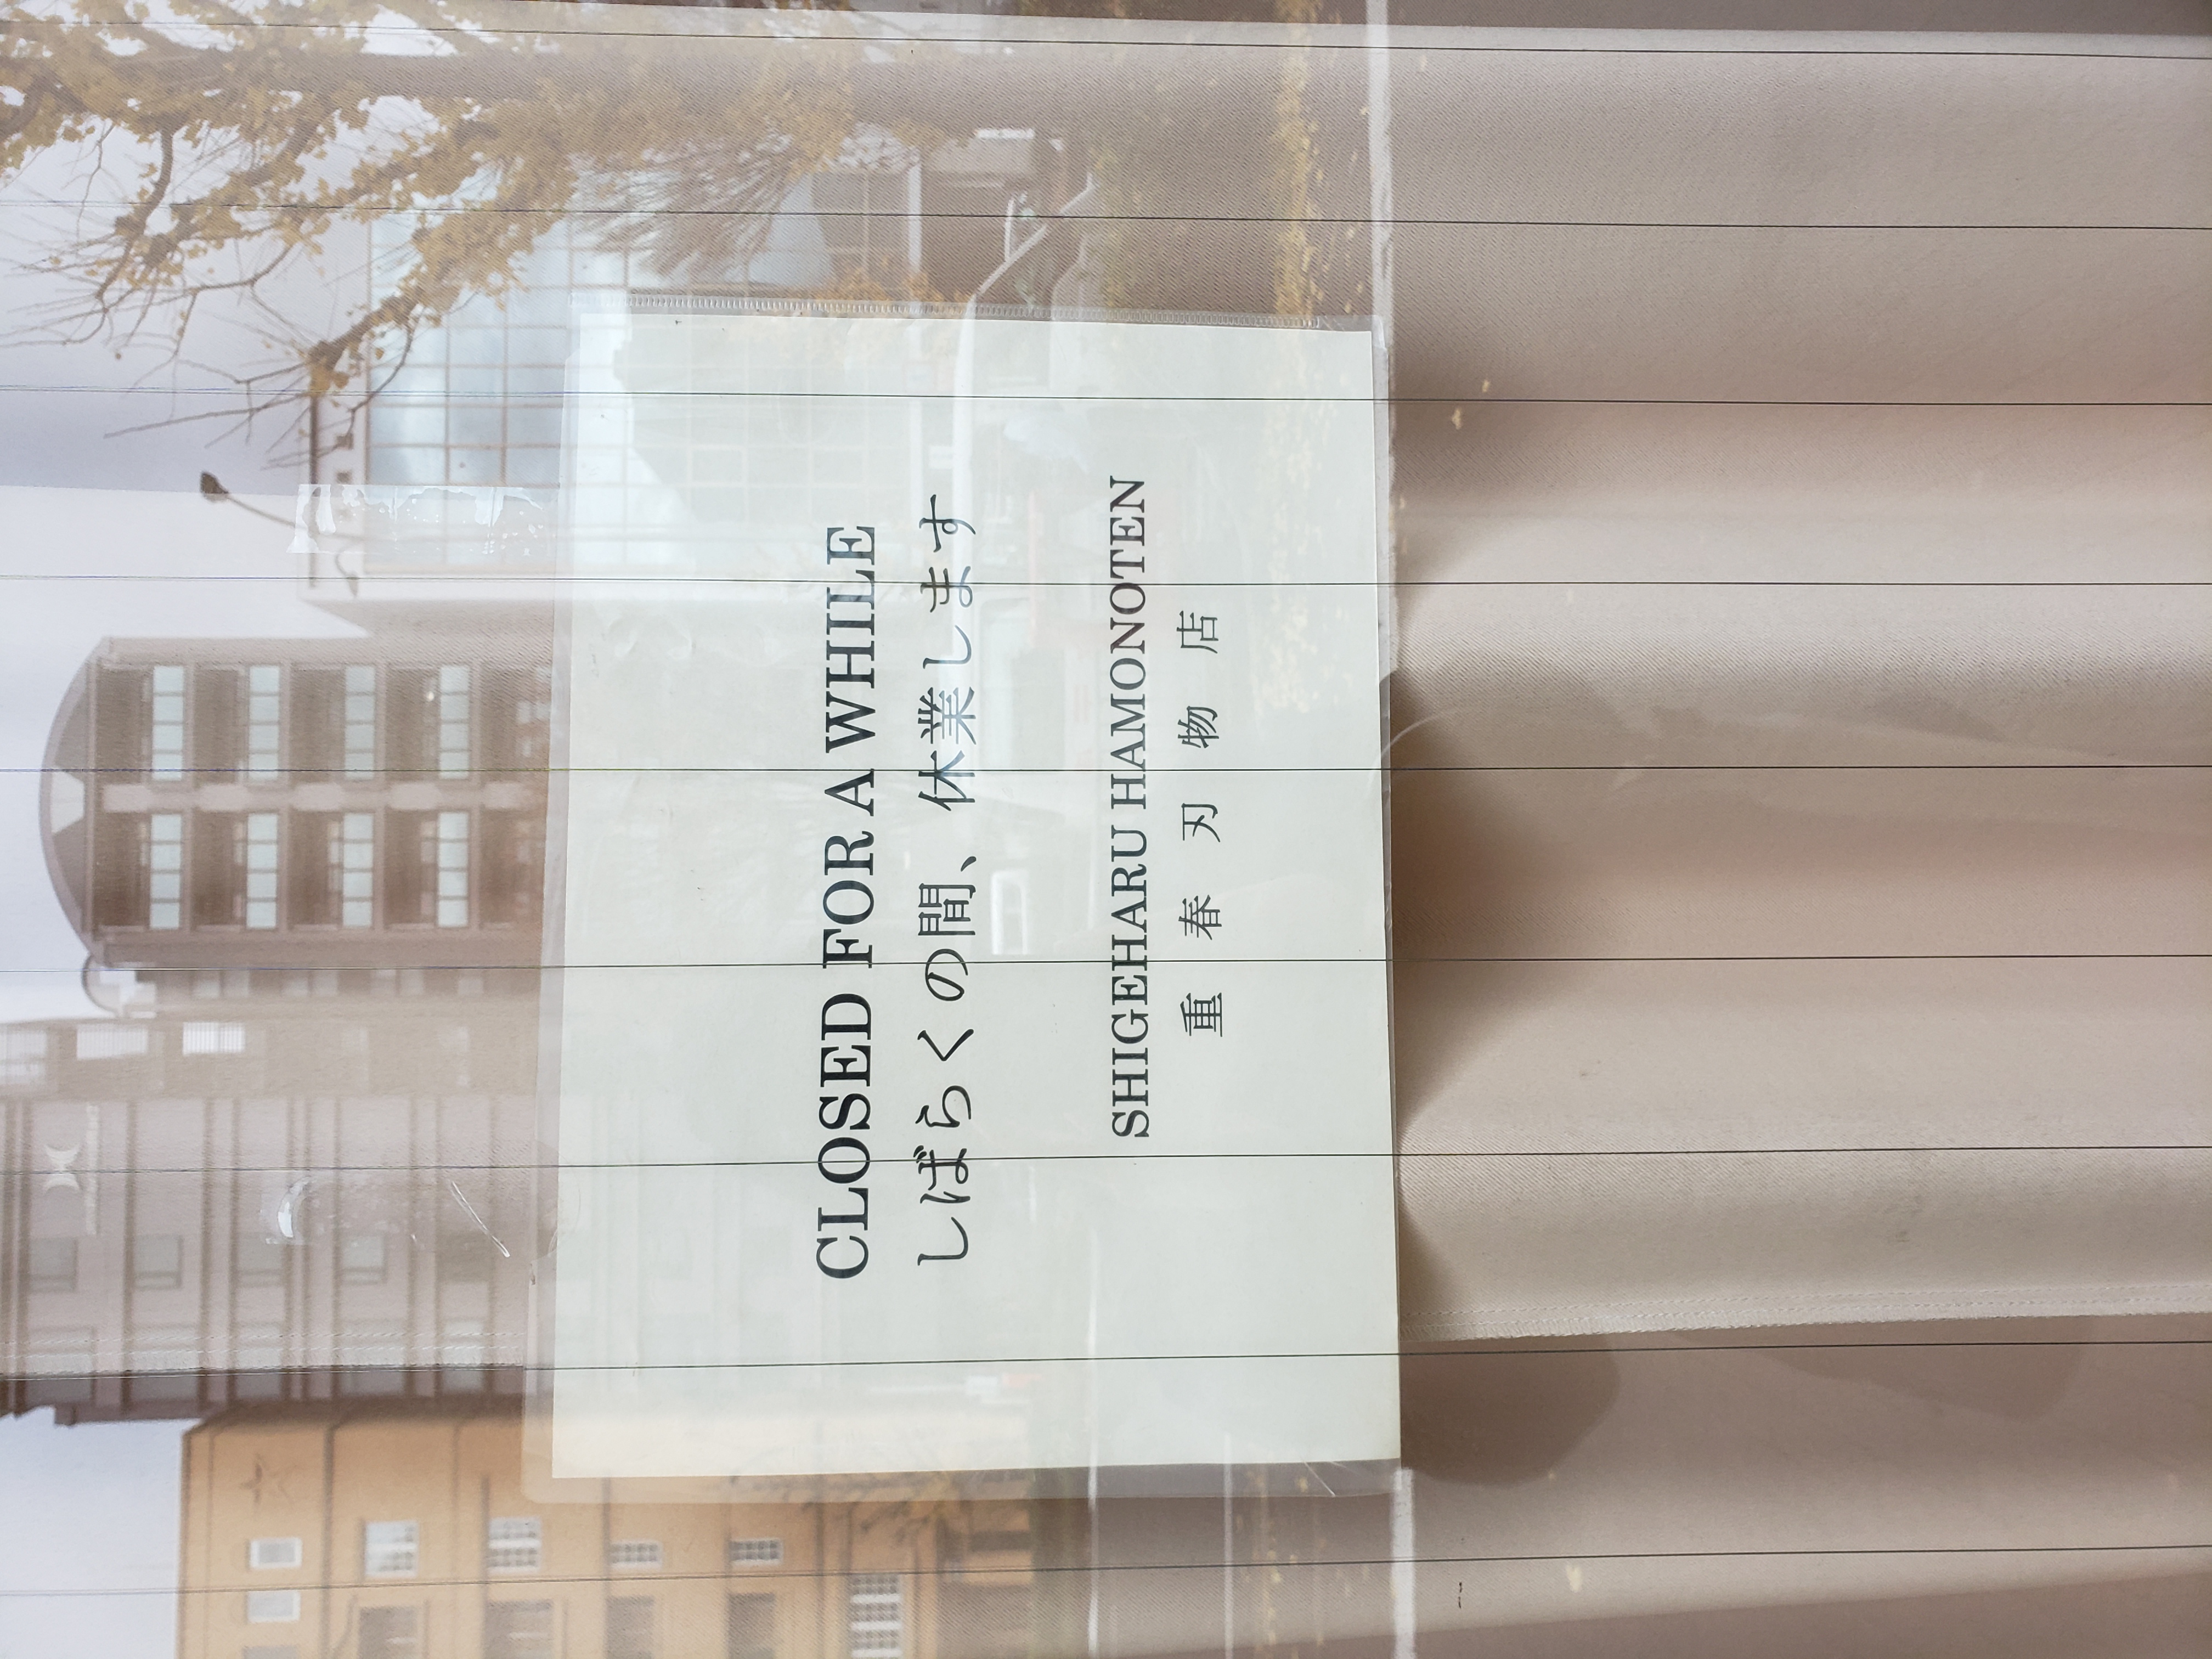 CLOSED FOR A WHILE
しばらくの間、休業します
SHIGEHARU HAMONOTEN
重春刃物店